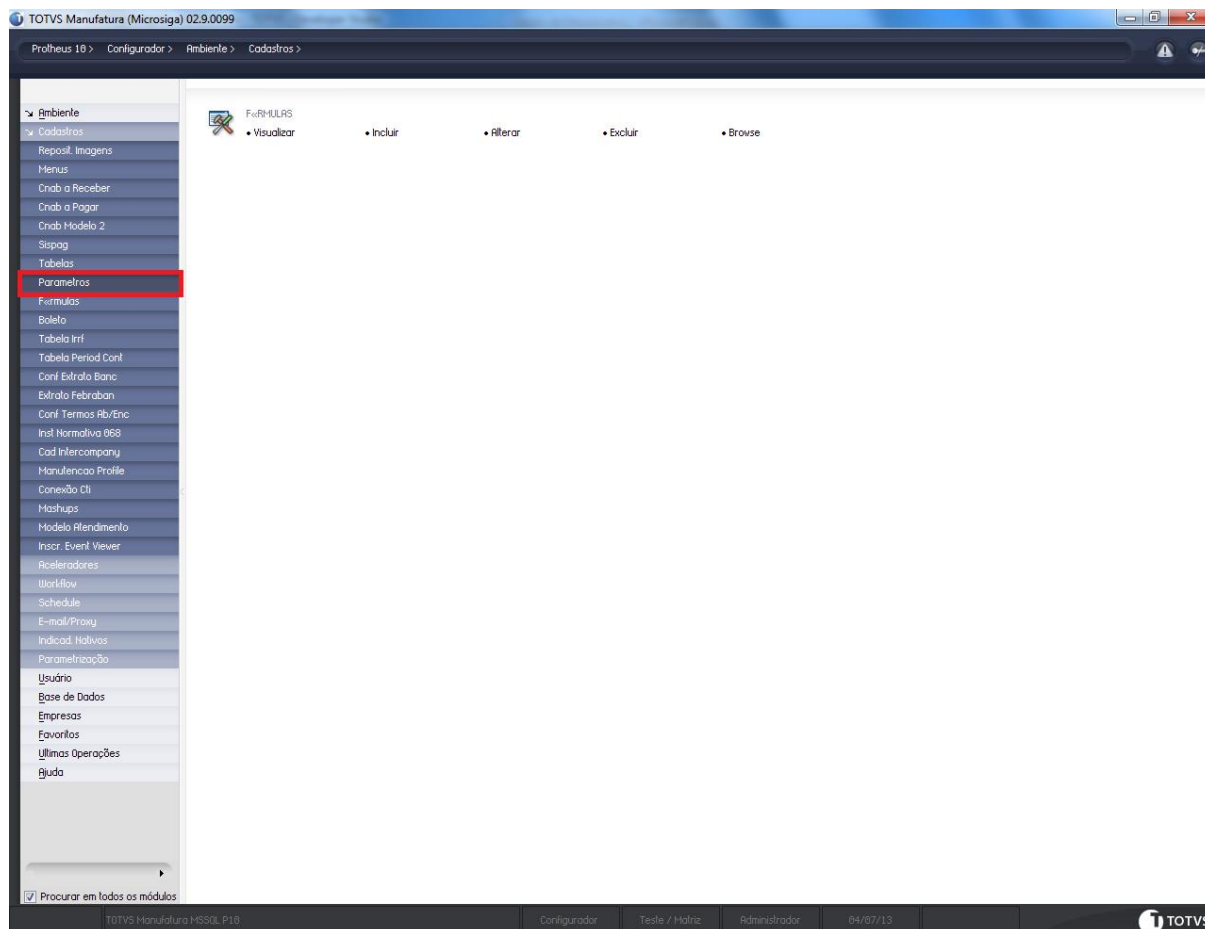 TOTVS Manufatura (Microsiga) 02.9.0099
Protheus 10 > Configurador > Ambiente > Cadastros >
Ambiente
Cadastros
Reposit. Imagens
Menus
Cnab a Receber
Cnab a Pagar
Cnab Modelo 2
Sispag
Tabelas
Parametros
F«rmulas
Boleto
Tabela Irrf
Tabela Period Cont
Conf Extrato Banc
Extrato Febraban
Conf Termos Ab/Enc
Inst Normativa 068
Cad Intercompany
Manutencao Profile
Conexão Cti
Mashups
Modelo Atendimento
Inscr. Event Viewer
Aceleradores
Workflow
Schedule
E-mail/Proxy
Indicad. Nativos
Parametrização
Usuário
Base de Dados
Empresas
Favoritos
Ultimas Operações
Ajuda
Procurar em todos os módulos
F«RMULAS
• Visualizar • Incluir • Alterar • Excluir • Browse
TOTVS Manufatura MSSQL P10 Configurador Teste / Matriz Administrador 04/07/13
TOTVS